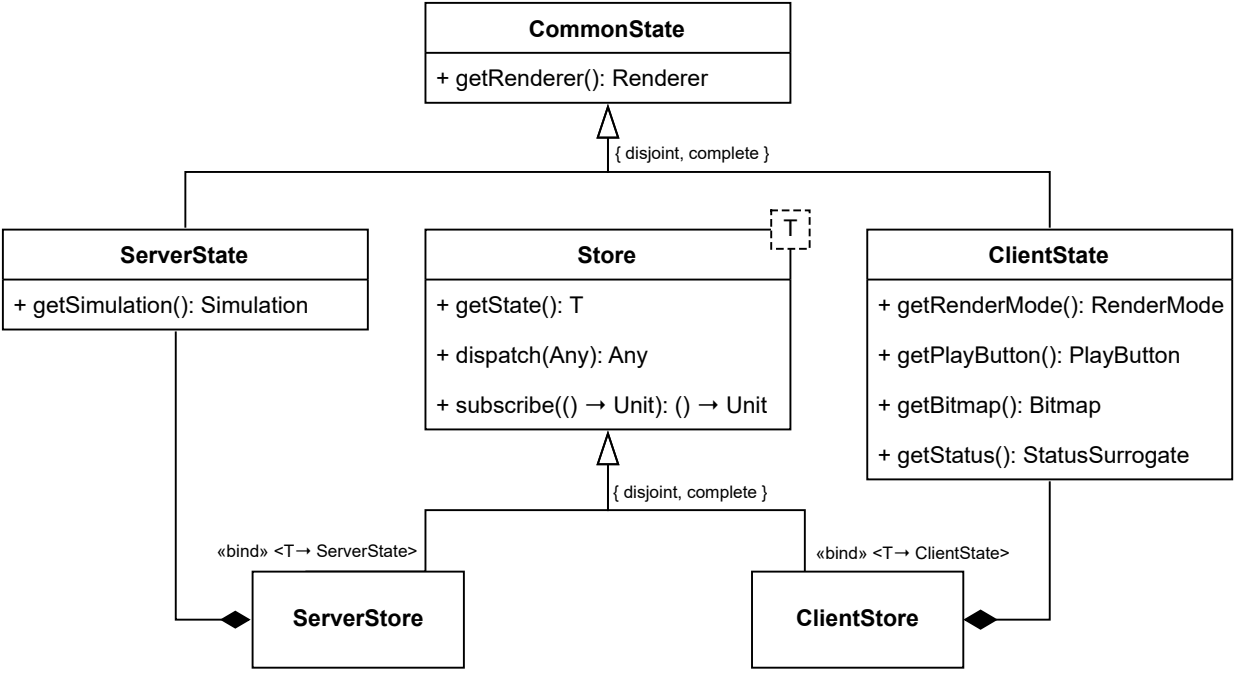 CommonState
+ getRenderer(): Renderer
{ disjoint, complete }
ServerState
+ getSimulation(): Simulation
T
Store
+ getState(): T
+ dispatch(Any): Any
+ subscribe(() → Unit): () → Unit
ClientState
+ getRenderMode(): RenderMode
+ getPlayButton(): PlayButton
+ getBitmap(): Bitmap
+ getStatus(): StatusSurrogate
{ disjoint, complete }
«bind» <T→ ServerState>
«bind» <T→ ClientState>
ServerStore
ClientStore